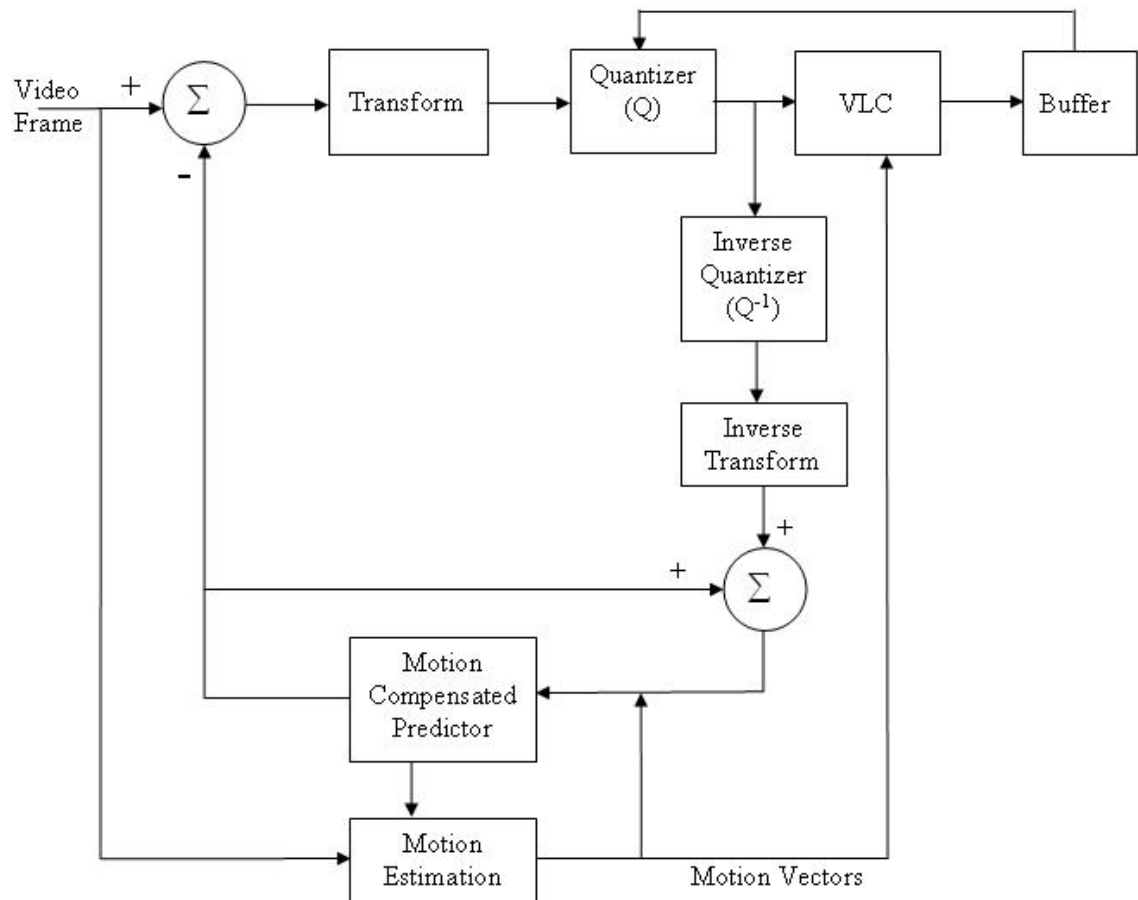 Video
Frame
+
Σ
-
Transform
Quantizer
(Q)
VLC
Buffer
Inverse
Quantizer
(Q⁻¹)
Inverse
Transform
+
+
Σ
Motion
Compensated
Predictor
Motion
Estimation
Motion Vectors